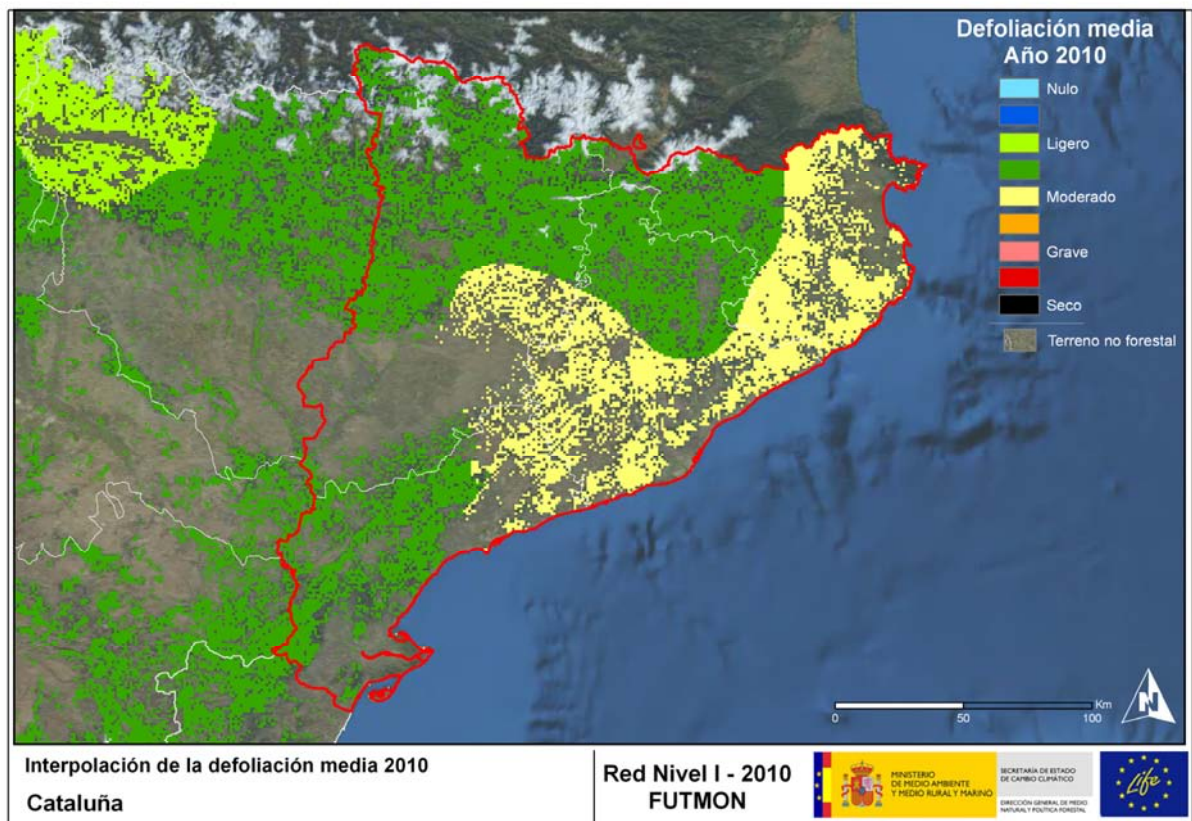 Defoliación media
Año 2010
Nulo
Ligero
Moderado
Grave
Seco
Terreno no forestal
N
Km
0
50
100
Interpolación de la defoliación media 2010
Cataluña
Red Nivel I - 2010
FUTMON
MINISTERIO
DE MEDIO AMBIENTE
Y MEDIO RURAL Y MARINO
SECRETARÍA DE ESTADO
DE CAMBIO CLIMÁTICO
DIRECCIÓN GENERAL DE MEDIO
NATURAL Y POLÍTICA FORESTAL
Life